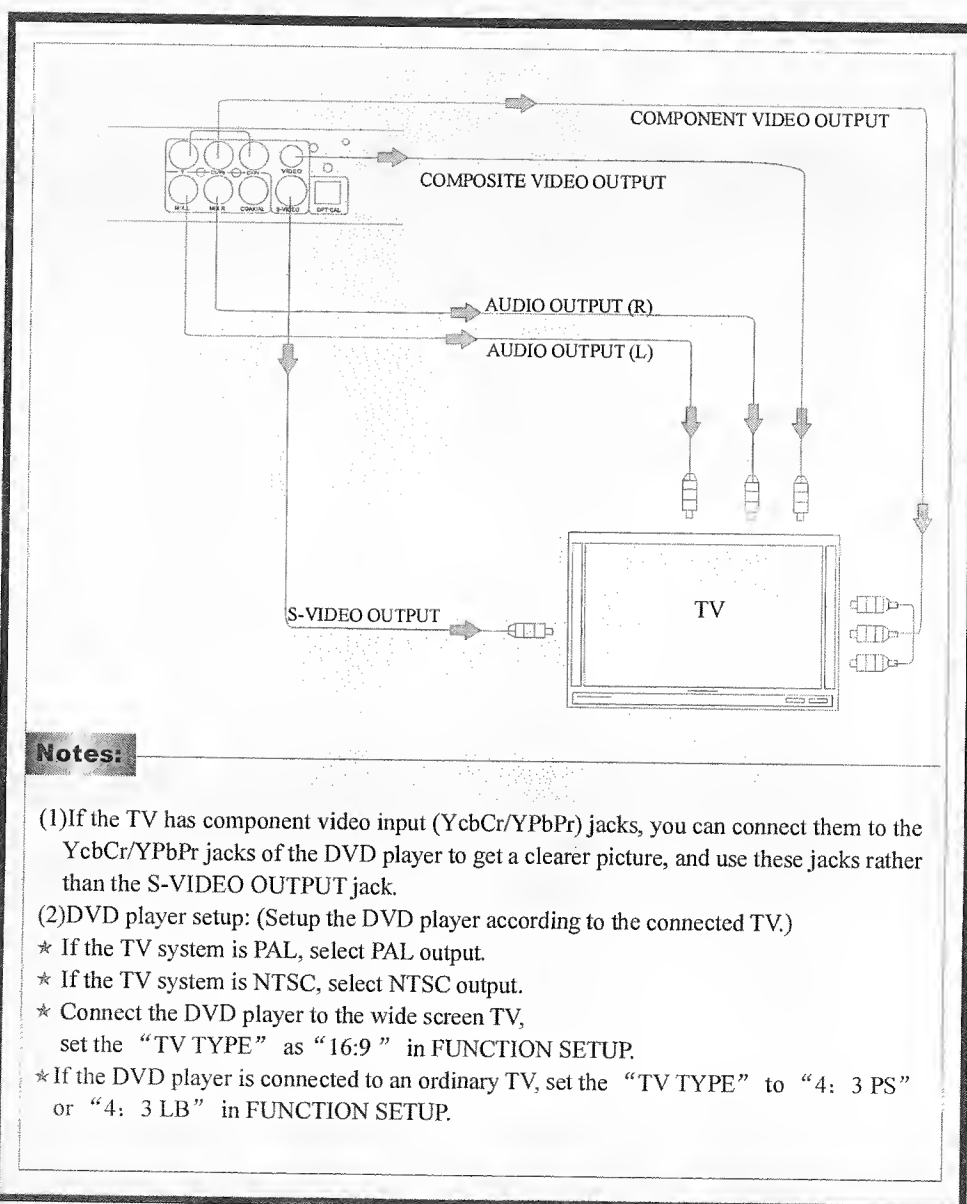 COMPONENT VIDEO OUTPUT
COMPOSITE VIDEO OUTPUT
Y
VIDEO
MIX.R
COAXIAL
S-VIDEO
OPTICAL
AUDIO OUTPUT (R)
AUDIO OUTPUT (L)
S-VIDEO OUTPUT
TV
Notes:
(1)If the TV has component video input (YcbCr/YPbPr) jacks, you can connect them to the
YcbCr/YPbPr jacks of the DVD player to get a clearer picture, and use these jacks rather
than the S-VIDEO OUTPUT jack.
(2)DVD player setup: (Setup the DVD player according to the connected TV.)
* If the TV system is PAL, select PAL output.
* If the TV system is NTSC, select NTSC output.
* Connect the DVD player to the wide screen TV,
set the “TV TYPE” as “16:9 ” in FUNCTION SETUP.
*If the DVD player is connected to an ordinary TV, set the “TV TYPE” to “4: 3 PS”
or “4: 3 LB” in FUNCTION SETUP.